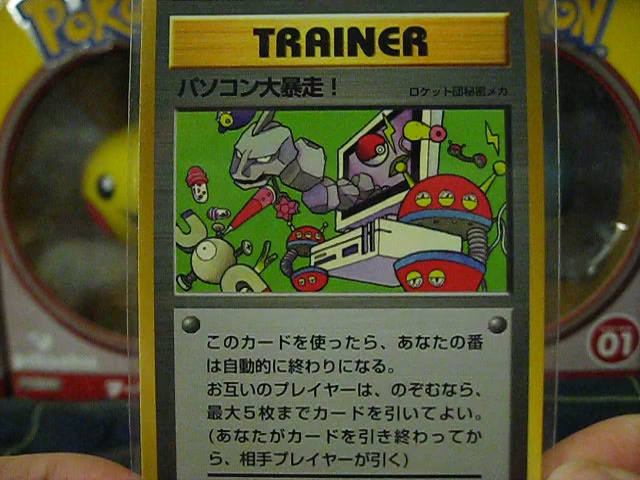 POK
ON
TRAINER
パソコン大暴走！
ロケット団秘密メカ
このカードを使ったら、あなたの番
は自動的に終わりになる。
お互いのプレイヤーは、のぞむなら、
最大５枚までカードを引いてよい。
(あなたがカードを引き終わってか
ら、相手プレイヤーが引く)
01